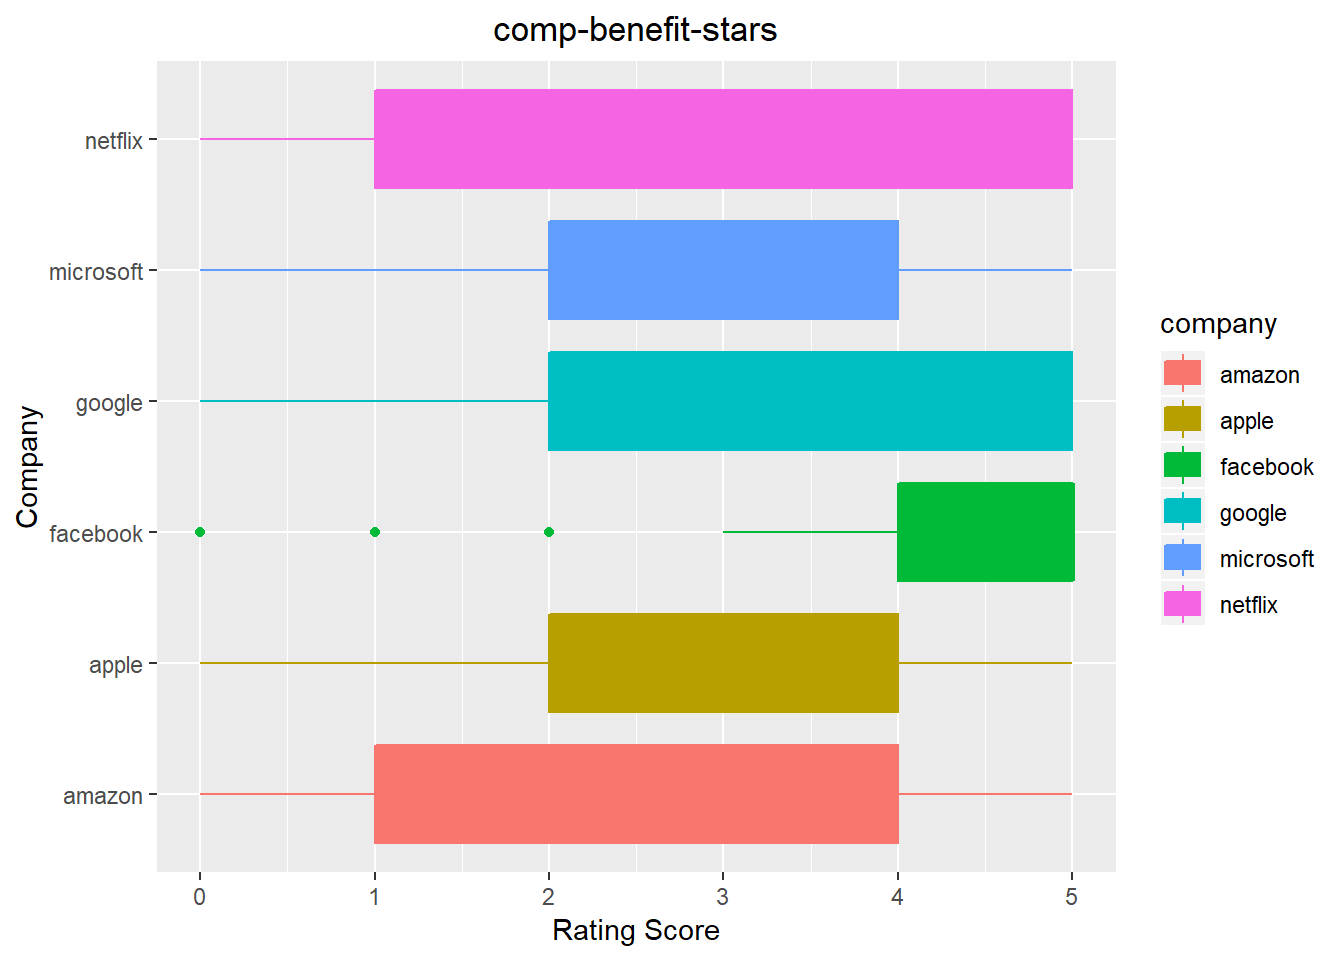 comp-benefit-stars
netflix
microsoft
google
facebook
apple
amazon
Company
0 1 2 3 4 5
Rating Score
company
amazon
apple
facebook
google
microsoft
netflix